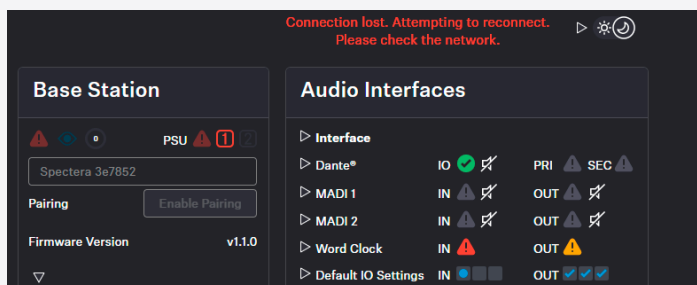 Connection lost. Attempting to reconnect.
Please check the network.
Base Station
0
PSU
1
2
Spectera 3e7852
Pairing
Enable Pairing
Firmware Version
v1.1.0
Audio Interfaces
Interface
Dante® IO PRI SEC
MADI 1 IN OUT
MADI 2 IN OUT
Word Clock IN OUT
Default IO Settings IN OUT